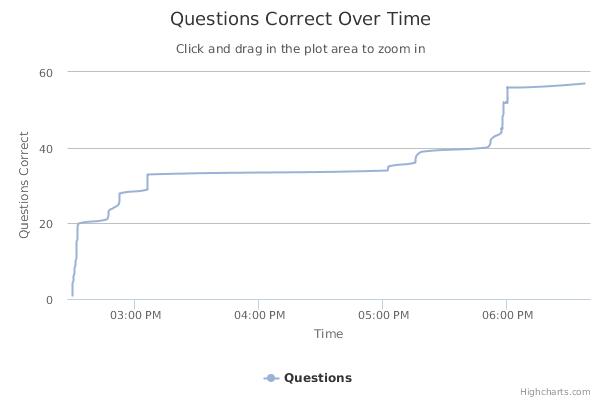 Questions Correct Over Time
Click and drag in the plot area to zoom in
60
40
20
0
Questions Correct
03:00 PM 04:00 PM 05:00 PM 06:00 PM
Time
Questions
Highcharts.com